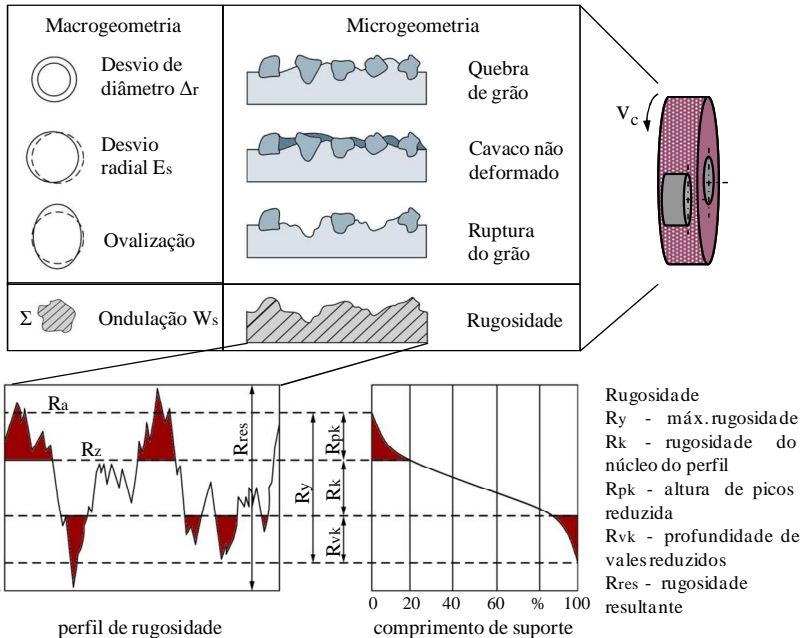 Macrogeometria
Microgeometria
Desvio de
diâmetro Δr
Quebra
de grão
Desvio
radial Es
Cavaco não
deformado
Ovalização
Ruptura
do grão
Σ
Ondulação Ws
Rugosidade
vc
Ra
Rz
Rres
Ry
Rpk
Rk
Rvk
0 20 40 60 % 100
perfil de rugosidade
comprimento de suporte
Rugosidade
Ry - máx.rugosidade
Rk - rugosidade do
núcleo do perfil
Rpk - altura de picos
reduzida
Rvk - profundidade de
vales reduzidos
Rres - rugosidade
resultante